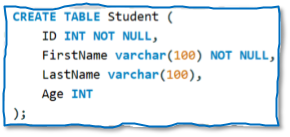 CREATE TABLE Student (
ID INT NOT NULL,
FirstName varchar(100) NOT NULL,
LastName varchar(100),
Age INT
);